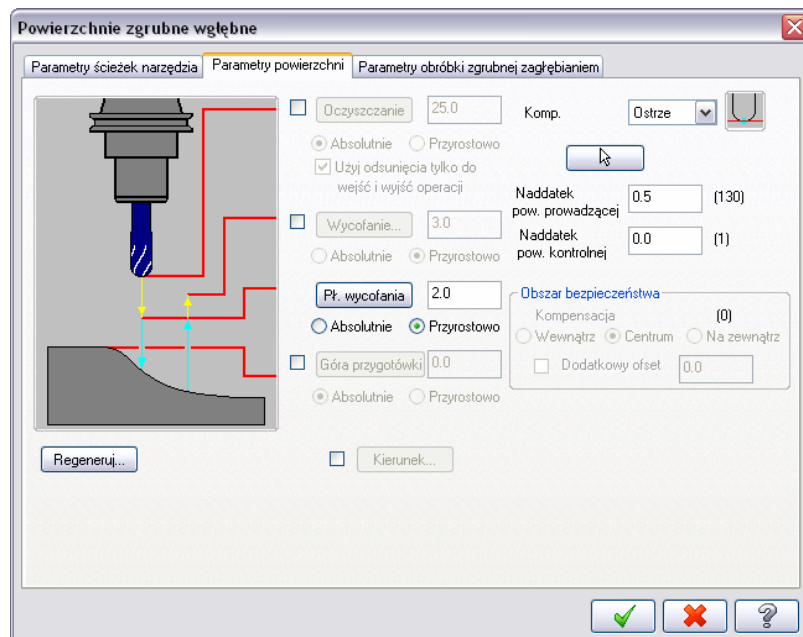 Powierzchnie zgrubne wgłębne
Parametry ścieżek narzędzia
Parametry powierzchni
Parametry obróbki zgrubnej zagłębianiem
Oczyszczanie
25.0
Absolutnie
Przyrostowo
Użyj odsunięcia tylko do
wejść i wyjść operacji
Wycofanie...
3.0
Absolutnie
Przyrostowo
Pł. wycofania
2.0
Absolutnie
Przyrostowo
Góra przygotówki
0.0
Absolutnie
Przyrostowo
Komp.
Ostrze
Naddatek
pow. prowadzącej
0.5
(130)
Naddatek
pow. kontrolnej
0.0
(1)
Obszar bezpieczeństwa
Kompensacja
(0)
Wewnątrz
Centrum
Na zewnątrz
Dodatkowy ofset
0.0
Regeneruj...
Kierunek...